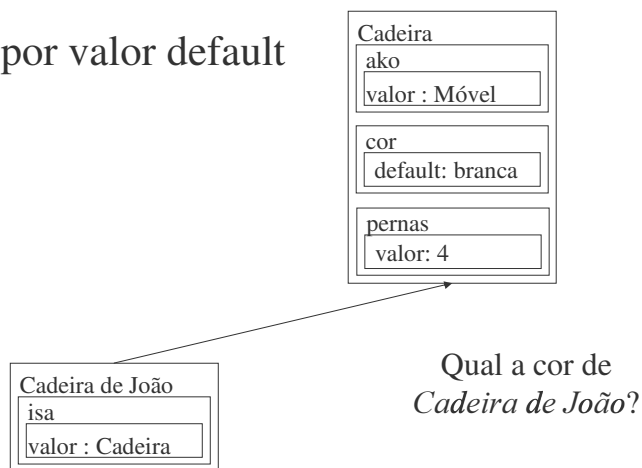 por valor default
Cadeira
ako
valor : Móvel
cor
default: branca
pernas
valor: 4
Cadeira de João
isa
valor : Cadeira
Qual a cor de
Cadeira de João?